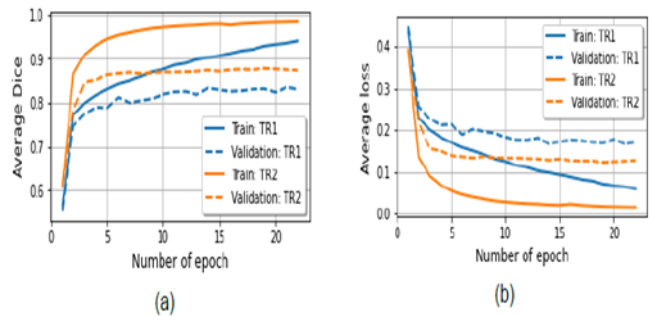 1.0
0.9
0.8
0.7
0.6
0
5
10
15
20
Average Dice
Number of epoch
Train: TR1
Validation: TR1
Train: TR2
Validation: TR2
(a)
0.4
0.3
0.2
0.1
0.0
0
5
10
15
20
Average loss
Number of epoch
Train: TR1
Validation: TR1
Train: TR2
Validation: TR2
(b)